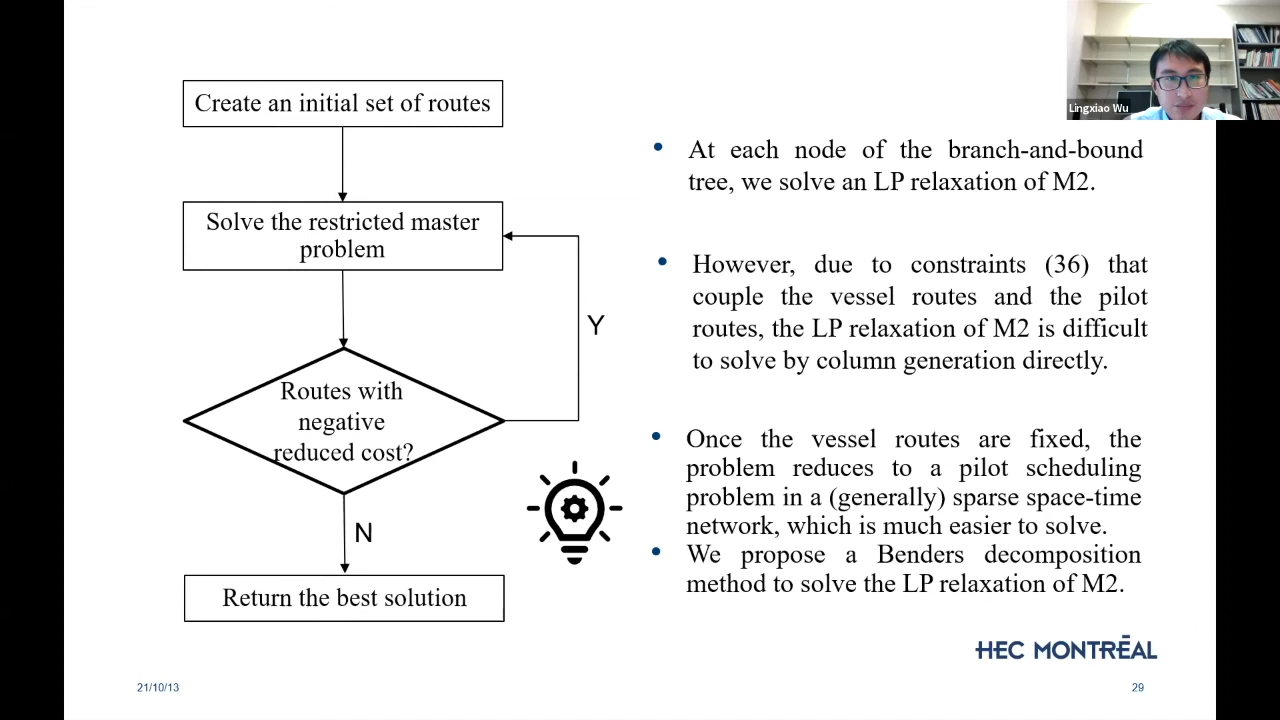 Create an initial set of routes
Solve the restricted master
problem
Routes with
negative
reduced cost?
Y
N
Return the best solution
Lingxiao Wu
• At each node of the branch-and-bound
tree, we solve an LP relaxation of M2.
• However, due to constraints (36) that
couple the vessel routes and the pilot
routes, the LP relaxation of M2 is difficult
to solve by column generation directly.
• Once the vessel routes are fixed, the
problem reduces to a pilot scheduling
problem in a (generally) sparse space-time
network, which is much easier to solve.
• We propose a Benders decomposition
method to solve the LP relaxation of M2.
HEC MONTRĒAL
21/10/13
29